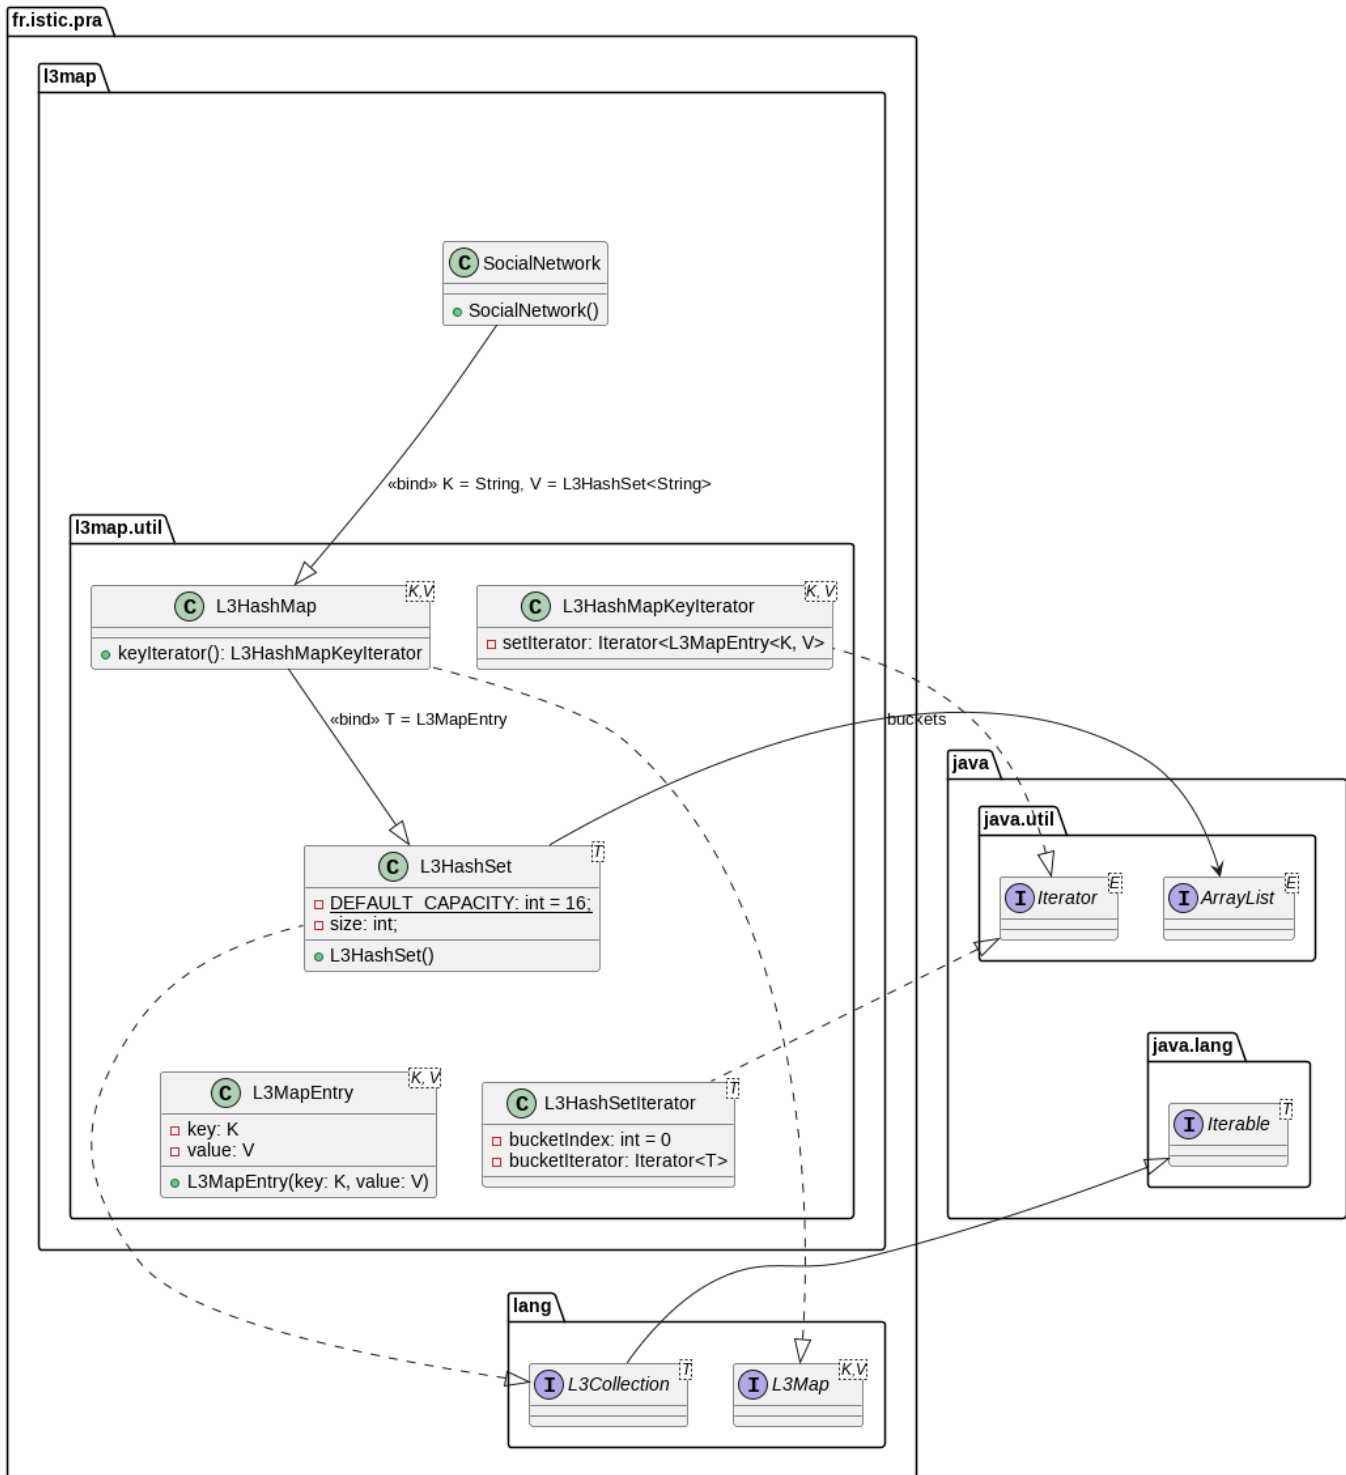 fr.istic.pra
l3map
C SocialNetwork
SocialNetwork()
«bind» K = String, V = L3HashSet<String>
l3map.util
C L3HashMap K,V
keyIterator(): L3HashMapKeyIterator
C L3HashMapKeyIterator K, V
setIterator: Iterator<L3MapEntry<K, V>
«bind» T = L3MapEntry
buckets
C L3HashSet T
DEFAULT_CAPACITY: int = 16;
size: int;
L3HashSet()
C L3MapEntry K, V
key: K
value: V
L3MapEntry(key: K, value: V)
C L3HashSetIterator T
bucketIndex: int = 0
bucketIterator: Iterator<T>
java
java.util
I Iterator E
I ArrayList E
java.lang
I Iterable T
lang
I L3Collection T
I L3Map K,V